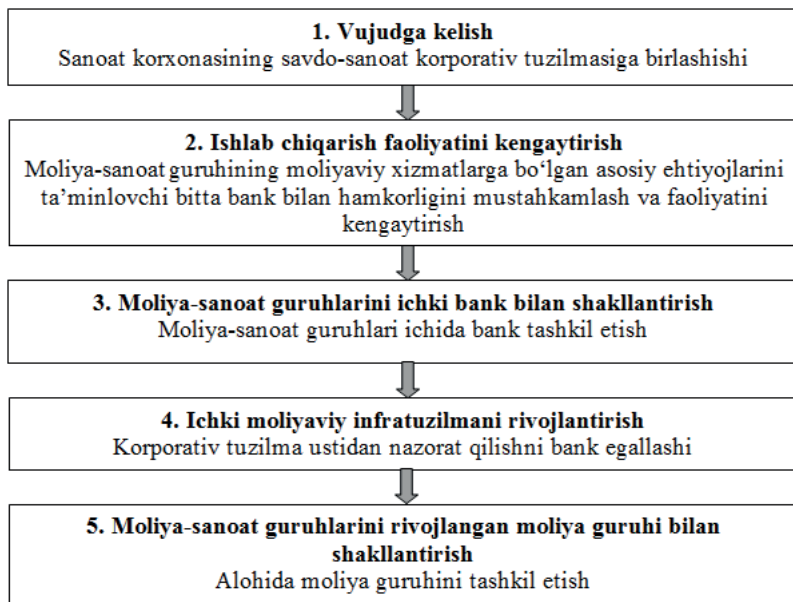 1. Vujudga kelish
Sanoat korxonasining savdo-sanoat korporativ tuzilmasiga birlashishi
2. Ishlab chiqarish faoliyatini kengaytirish
Moliya-sanoat guruhining moliyaviy xizmatlarga bo‘lgan asosiy ehtiyojlarini
ta’minlovchi bitta bank bilan hamkorligini mustahkamlash va faoliyatini
kengaytirish
3. Moliya-sanoat guruhlarini ichki bank bilan shakllantirish
Moliya-sanoat guruhlari ichida bank tashkil etish
4. Ichki moliyaviy infratuzilmani rivojlantirish
Korporativ tuzilma ustidan nazorat qilishni bank egallashi
5. Moliya-sanoat guruhlarini rivojlangan moliya guruhi bilan
shakllantirish
Alohida moliya guruhini tashkil etish